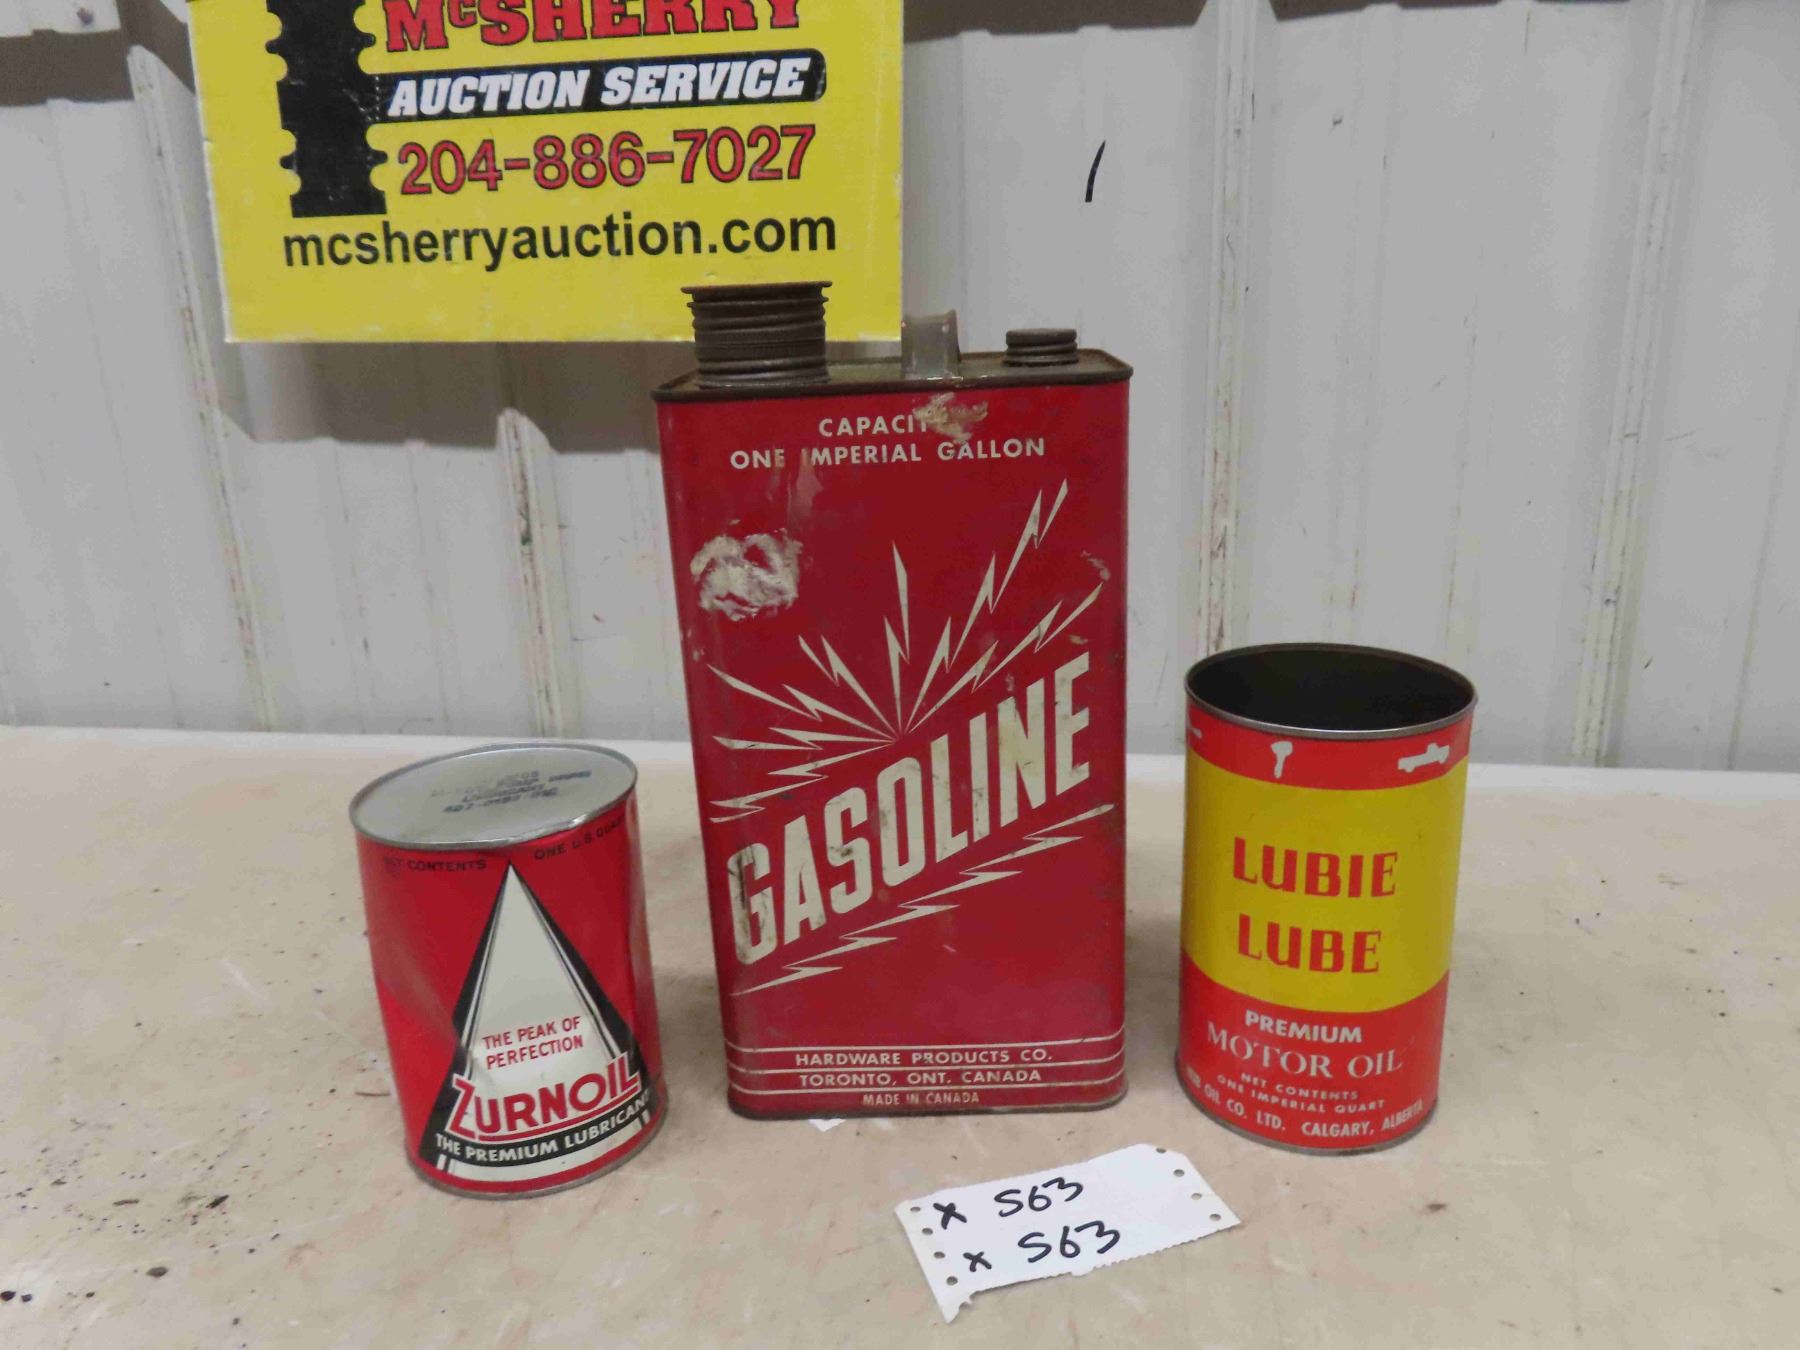 McSHERRY
AUCTION SERVICE
204-886-7027
mcsherryauction.com
CAPACIT
ONE IMPERIAL GALLON
GASOLINE
HARDWARE PRODUCTS CO.
TORONTO, ONT. CANADA
MADE IN CANADA
NET CONTENTS ONE U.S. QUART
THE PEAK OF
PERFECTION
ZURNOIL
THE PREMIUM LUBRICANT
LUBIE
LUBE
PREMIUM
MOTOR OIL
NET CONTENTS
ONE IMPERIAL QUART
OIL CO. LTD. CALGARY, ALBERTA
x S63
x S63